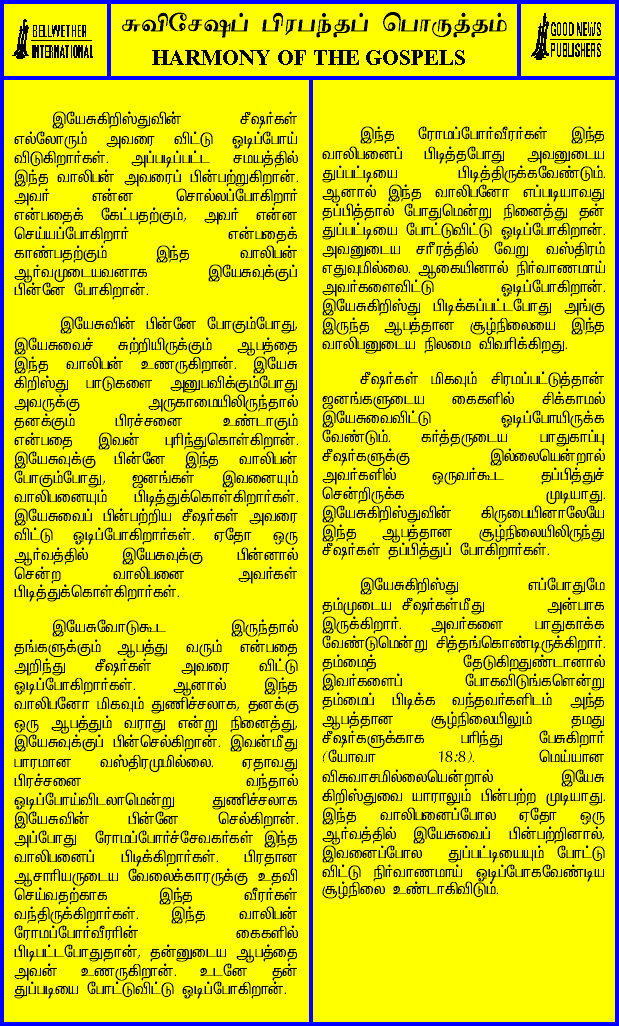 BELLWETHER
INTERNATIONAL
சுவிசேஷப் பிரபந்தப் பொருத்தம்
HARMONY OF THE GOSPELS
GOOD NEWS
PUBLISHERS
இயேசுகிறிஸ்துவின் சீஷர்கள்
எல்லோரும் அவரை விட்டு ஓடிப்போய்
விடுகிறார்கள். அப்படிப்பட்ட சமயத்தில்
இந்த வாலிபன் அவரைப் பின்பற்றுகிறான்.
அவர் என்ன சொல்லப்போகிறார்
என்பதைக் கேட்பதற்கும், அவர் என்ன
செய்யப்போகிறார் என்பதைக்
காண்பதற்கும் இந்த வாலிபன்
ஆர்வமுடையவனாக இயேசுவுக்குப்
பின்னே போகிறான்.
இயேசுவின் பின்னே போகும்போது,
இயேசுவைச் சுற்றியிருக்கும் ஆபத்தை
இந்த வாலிபன் உணருகிறான். இயேசு
கிறிஸ்து பாடுகளை அனுபவிக்கும்போது
அவருக்கு அருகாமையிலிருந்தால்
தனக்கும் பிரச்சனை உண்டாகும்
என்பதை இவன் புரிந்துகொள்கிறான்.
இயேசுவுக்கு பின்னே இந்த வாலிபன்
போகும்போது, ஜனங்கள் இவனையும்
வாலிபனையும் பிடித்துக்கொள்கிறார்கள்.
இயேசுவைப் பின்பற்றிய சீஷர்கள் அவரை
விட்டு ஓடிப்போகிறார்கள். ஏதோ ஒரு
ஆர்வத்தில் இயேசுவுக்கு பின்னால்
சென்ற வாலிபனை அவர்கள்
பிடித்துக்கொள்கிறார்கள்.
இயேசுவோடுகூட இருந்தால்
தங்களுக்கும் ஆபத்து வரும் என்பதை
அறிந்து சீஷர்கள் அவரை விட்டு
ஓடிப்போகிறார்கள். ஆனால் இந்த
வாலிபனோ மிகவும் துணிச்சலாக, தனக்கு
ஒரு ஆபத்தும் வராது என்று நினைத்து,
இயேசுவுக்குப் பின்செல்கிறான். இவன்மீது
பாரமான வஸ்திரமுமில்லை. ஏதாவது
பிரச்சனை வந்தால்
ஓடிப்போய்விடலாமென்று துணிச்சலாக
இயேசுவின் பின்னே செல்கிறான்.
அப்போது ரோமப்போர்ச்சேவகர்கள் இந்த
வாலிபனைப் பிடிக்கிறார்கள். பிரதான
ஆசாரியருடைய வேலைக்காரருக்கு உதவி
செய்வதற்காக இந்த வீரர்கள்
வந்திருக்கிறார்கள். இந்த வாலிபன்
ரோமப்போர்வீரரின் கைகளில்
பிடிபட்டபோதுதான், தன்னுடைய ஆபத்தை
அவன் உணருகிறான். உடனே தன்
துப்படியை போட்டுவிட்டு ஓடிப்போகிறான்.
இந்த ரோமப்போர்வீரர்கள் இந்த
வாலிபனைப் பிடித்தபோது அவனுடைய
துப்பட்டியை பிடித்திருக்கவேண்டும்.
ஆனால் இந்த வாலிபனோ எப்படியாவது
தப்பித்தால் போதுமென்று நினைத்து தன்
துப்பட்டியை போட்டுவிட்டு ஓடிப்போகிறான்.
அவனுடைய சரீரத்தில் வேறு வஸ்திரம்
எதுவுமில்லை. ஆகையினால் நிர்வாணமாய்
அவர்களைவிட்டு ஓடிப்போகிறான்.
இயேசுகிறிஸ்து பிடிக்கப்பட்டபோது அங்கு
இருந்த ஆபத்தான சூழ்நிலையை இந்த
வாலிபனுடைய நிலமை விவரிக்கிறது.
சீஷர்கள் மிகவும் சிரமப்பட்டுத்தான்
ஜனங்களுடைய கைகளில் சிக்காமல்
இயேசுவைவிட்டு ஓடிப்போயிருக்க
வேண்டும். கர்த்தருடைய பாதுகாப்பு
சீஷர்களுக்கு இல்லையென்றால்
அவர்களில் ஒருவர்கூட தப்பித்துச்
சென்றிருக்க முடியாது.
இயேசுகிறிஸ்துவின் கிருபையினாலேயே
இந்த ஆபத்தான சூழ்நிலையிலிருந்து
சீஷர்கள் தப்பித்துப் போகிறார்கள்.
இயேசுகிறிஸ்து எப்போதுமே
தம்முடைய சீஷர்கள்மீது அன்பாக
இருக்கிறார். அவர்களை பாதுகாக்க
வேண்டுமென்று சித்தங்கொண்டிருக்கிறார்.
தம்மைத் தேடுகிறதுண்டானால்
இவர்களைப் போகவிடுங்களென்று
தம்மைப் பிடிக்க வந்தவர்களிடம் அந்த
ஆபத்தான சூழ்நிலையிலும் தமது
சீஷர்களுக்காக பரிந்து பேசுகிறார்
(யோவா 18:8). மெய்யான
விசுவாசமில்லையென்றால் இயேசு
கிறிஸ்துவை யாராலும் பின்பற்ற முடியாது.
இந்த வாலிபனைப்போல ஏதோ ஒரு
ஆர்வத்தில் இயேசுவைப் பின்பற்றினால்,
இவனைப்போல துப்பட்டியையும் போட்டு
விட்டு நிர்வாணமாய் ஓடிப்போகவேண்டிய
சூழ்நிலை உண்டாகிவிடும்.